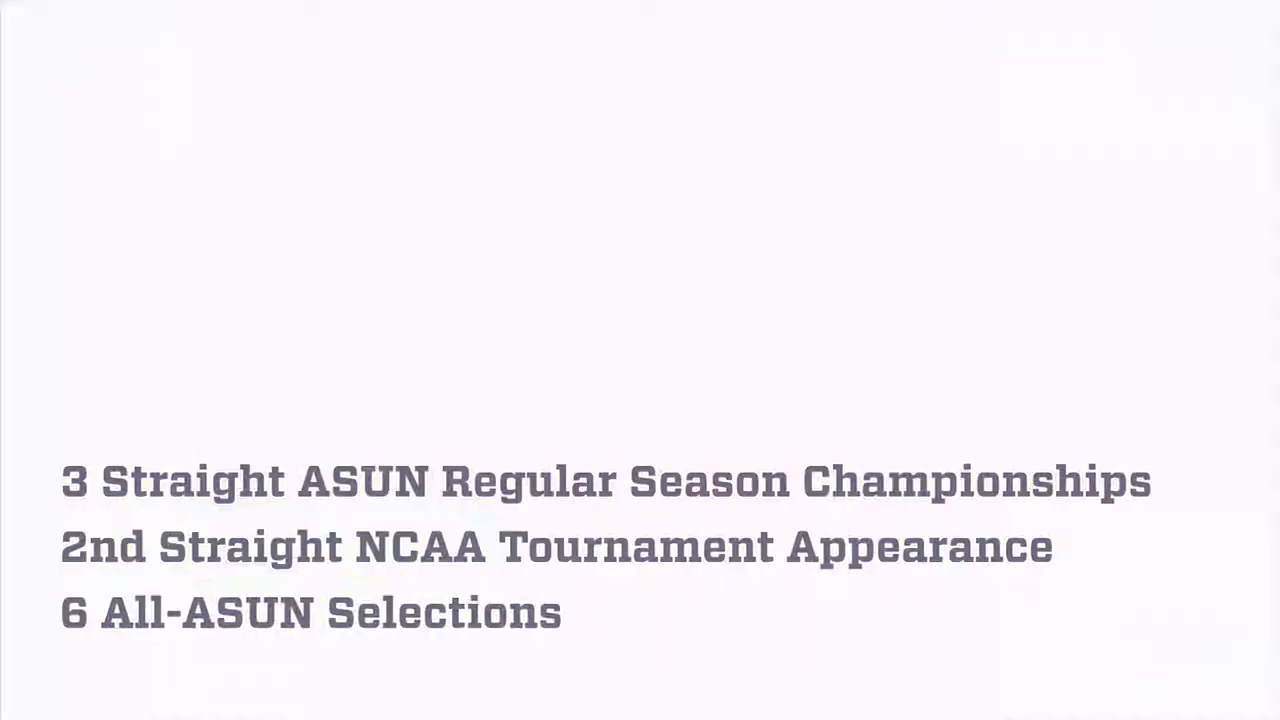 3 Straight ASUN Regular Season Championships
2nd Straight NCAA Tournament Appearance
6 All-ASUN Selections